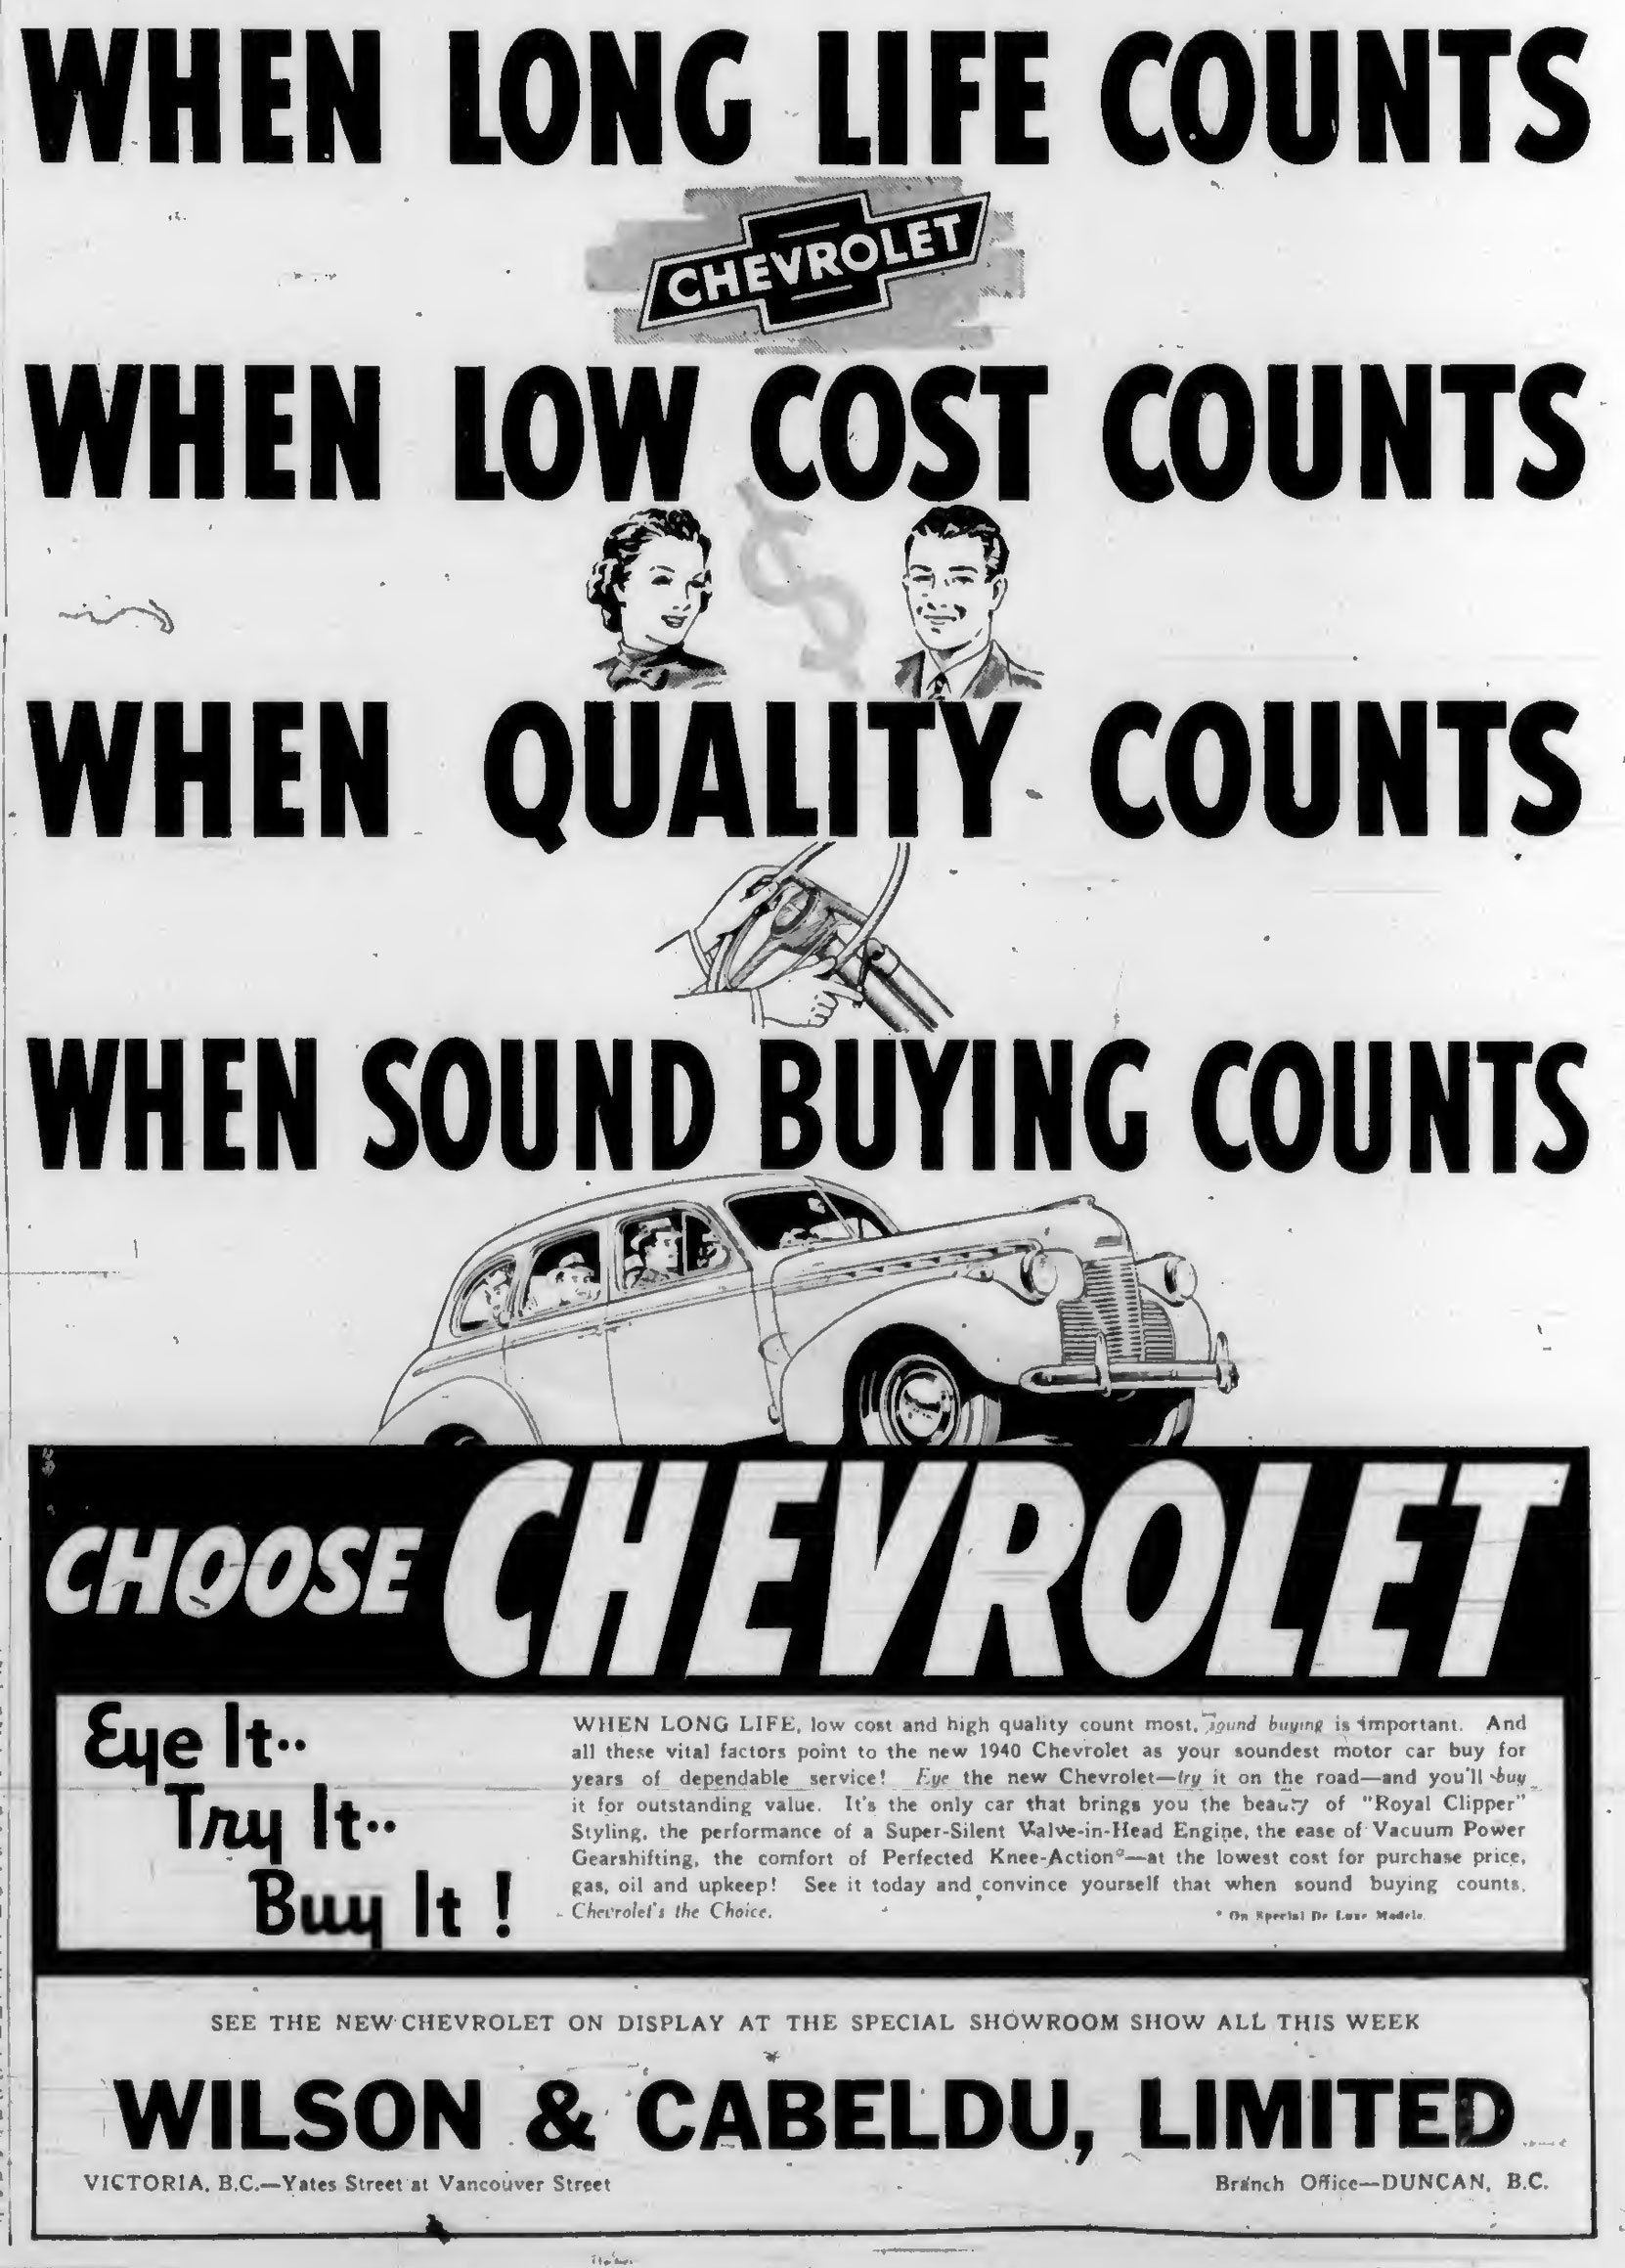 WHEN LONG LIFE COUNTS
CHEVROLET
WHEN LOW COST COUNTS
$
WHEN QUALITY COUNTS
WHEN SOUND BUYING COUNTS
CHOOSE CHEVROLET
Eye It··
Try It··
Buy It!
WHEN LONG LIFE, low cost and high quality count most, sound buying is important. And
all these vital factors point to the new 1940 Chevrolet as your soundest motor car buy for
years of dependable service! Eye the new Chevrolet—try it on the road—and you'll buy
it for outstanding value. It's the only car that brings you the beauty of "Royal Clipper"
Styling, the performance of a Super-Silent Valve-in-Head Engine, the ease of Vacuum Power
Gearshifting, the comfort of Perfected Knee-Action*—at the lowest cost for purchase price,
gas, oil and upkeep! See it today and convince yourself that when sound buying counts,
Chevrolet's the Choice.
* On Special De Luxe Models.
SEE THE NEW CHEVROLET ON DISPLAY AT THE SPECIAL SHOWROOM SHOW ALL THIS WEEK
WILSON & CABELDU, LIMITED
VICTORIA, B.C.—Yates Street at Vancouver Street
Branch Office—DUNCAN, B.C.